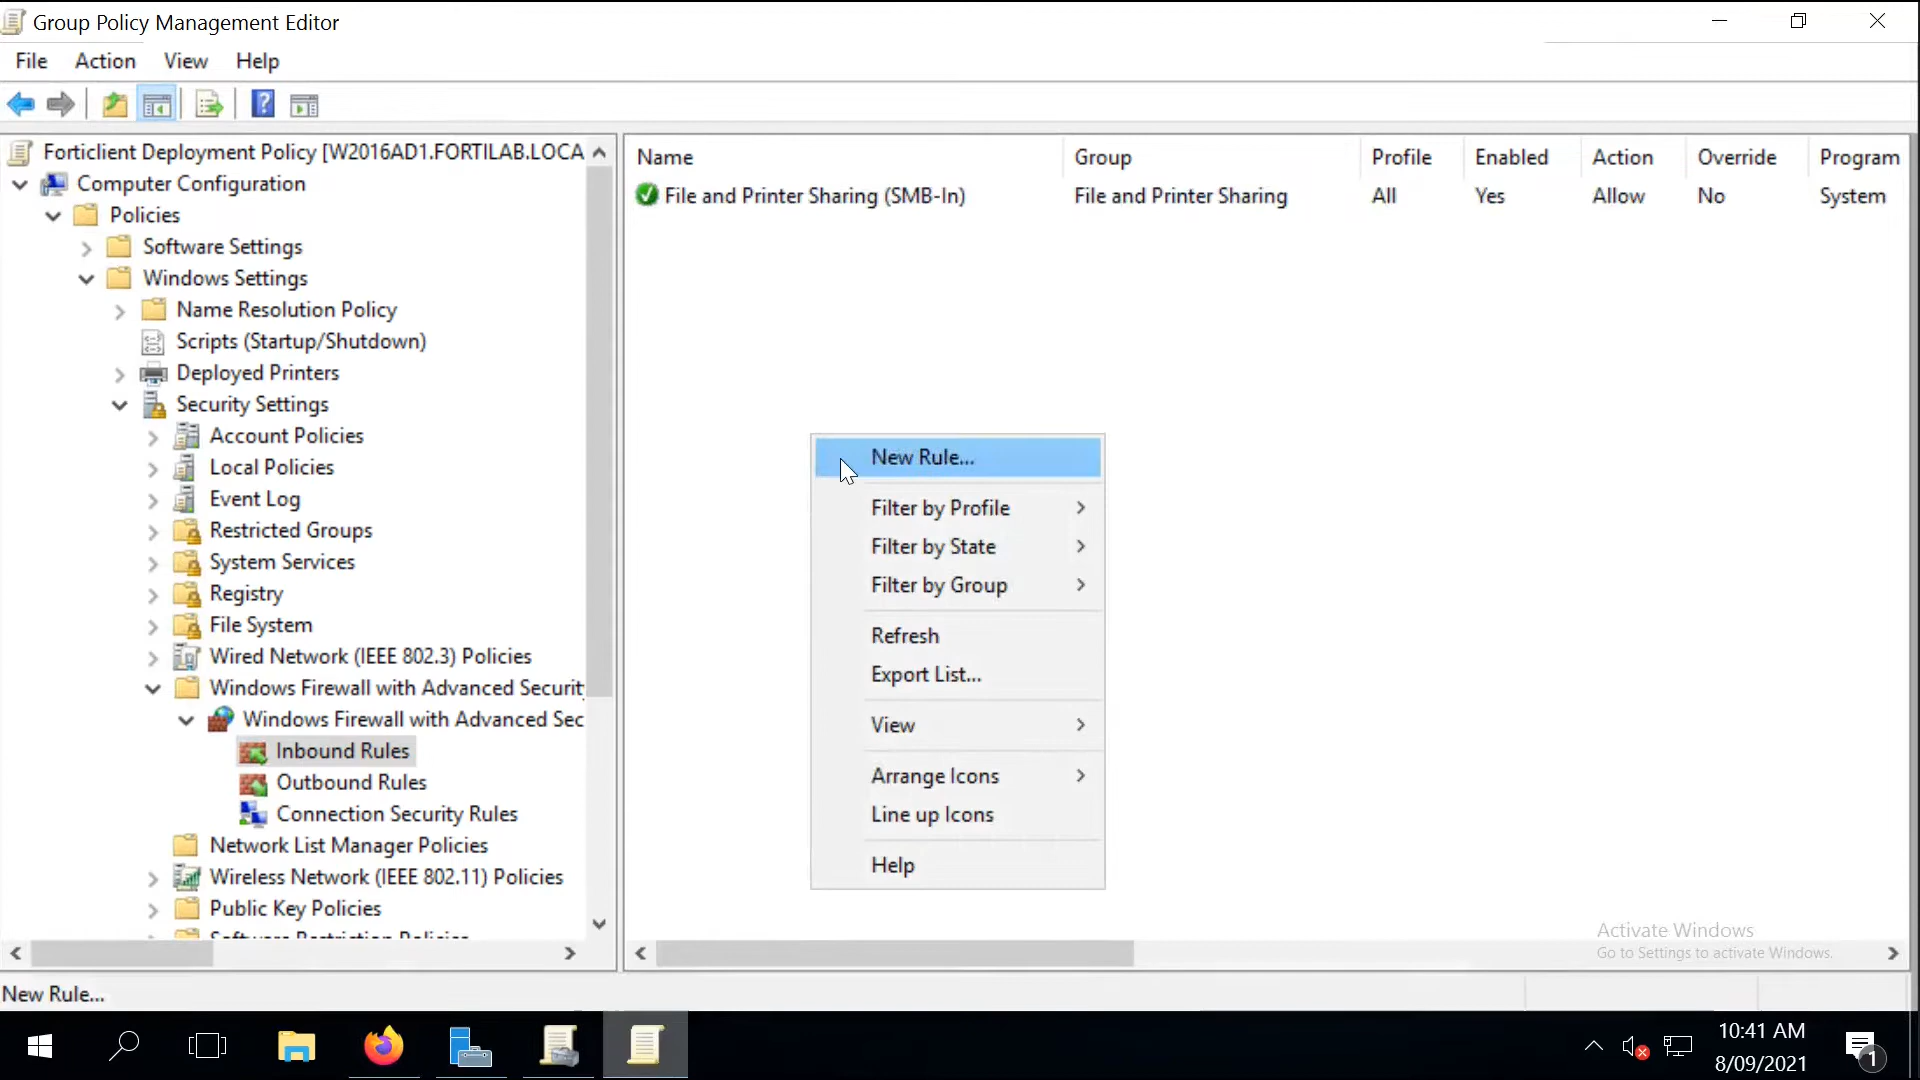 Group Policy Management Editor
File Action View Help
Forticlient Deployment Policy [W2016AD1.FORTILAB.LOCA
Computer Configuration
Policies
Software Settings
Windows Settings
Name Resolution Policy
Scripts (Startup/Shutdown)
Deployed Printers
Security Settings
Account Policies
Local Policies
Event Log
Restricted Groups
System Services
Registry
File System
Wired Network (IEEE 802.3) Policies
Windows Firewall with Advanced Securit
Windows Firewall with Advanced Sec
Inbound Rules
Outbound Rules
Connection Security Rules
Network List Manager Policies
Wireless Network (IEEE 802.11) Policies
Public Key Policies
Software Restriction Policies
Name Group Profile Enabled Action Override Program
File and Printer Sharing (SMB-In) File and Printer Sharing All Yes Allow No System
New Rule...
Filter by Profile
Filter by State
Filter by Group
Refresh
Export List...
View
Arrange Icons
Line up Icons
Help
Activate Windows
Go to Settings to activate Windows.
New Rule...
10:41 AM
8/09/2021
1